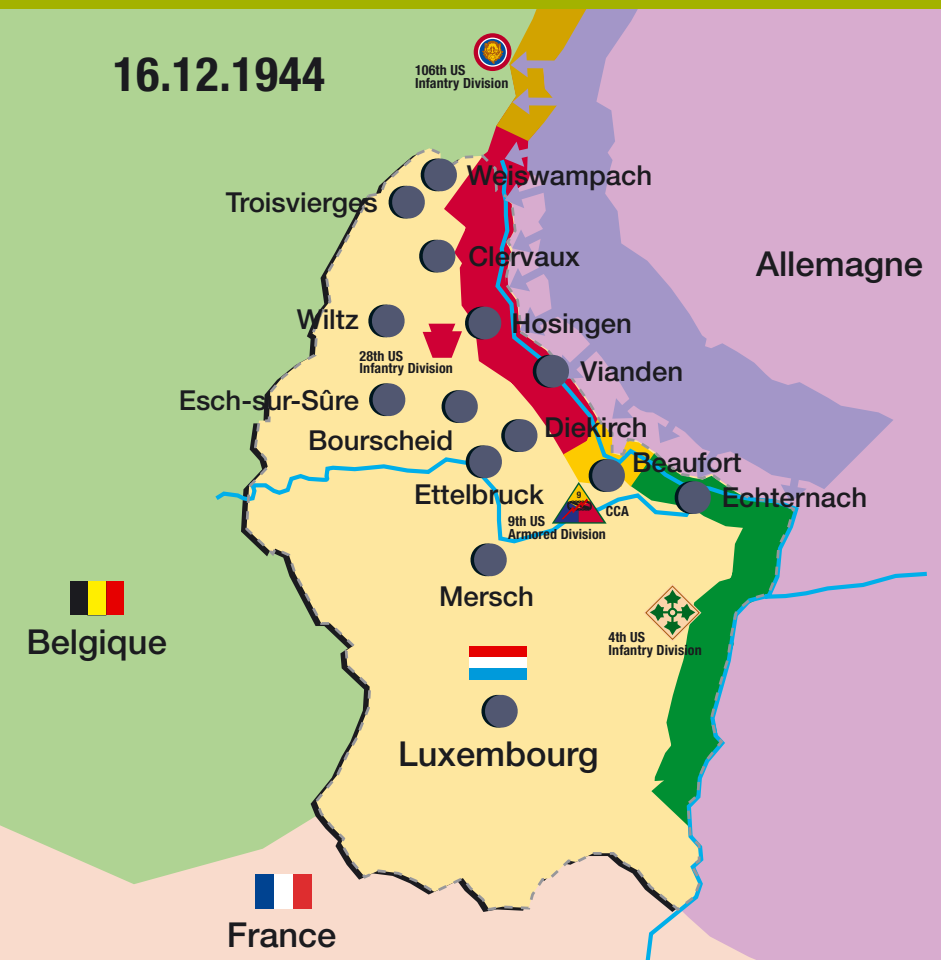 16.12.1944
106th US
Infantry Division
Weiswampach
Troisvierges
Clervaux
Allemagne
Wiltz
Hosingen
28th US
Infantry Division
Vianden
Esch-sur-Sûre
Bourscheid
Diekirch
Beaufort
Ettelbruck
9
CCA
Echternach
9th US
Armored Division
Mersch
Belgique
4th US
Infantry Division
Luxembourg
France